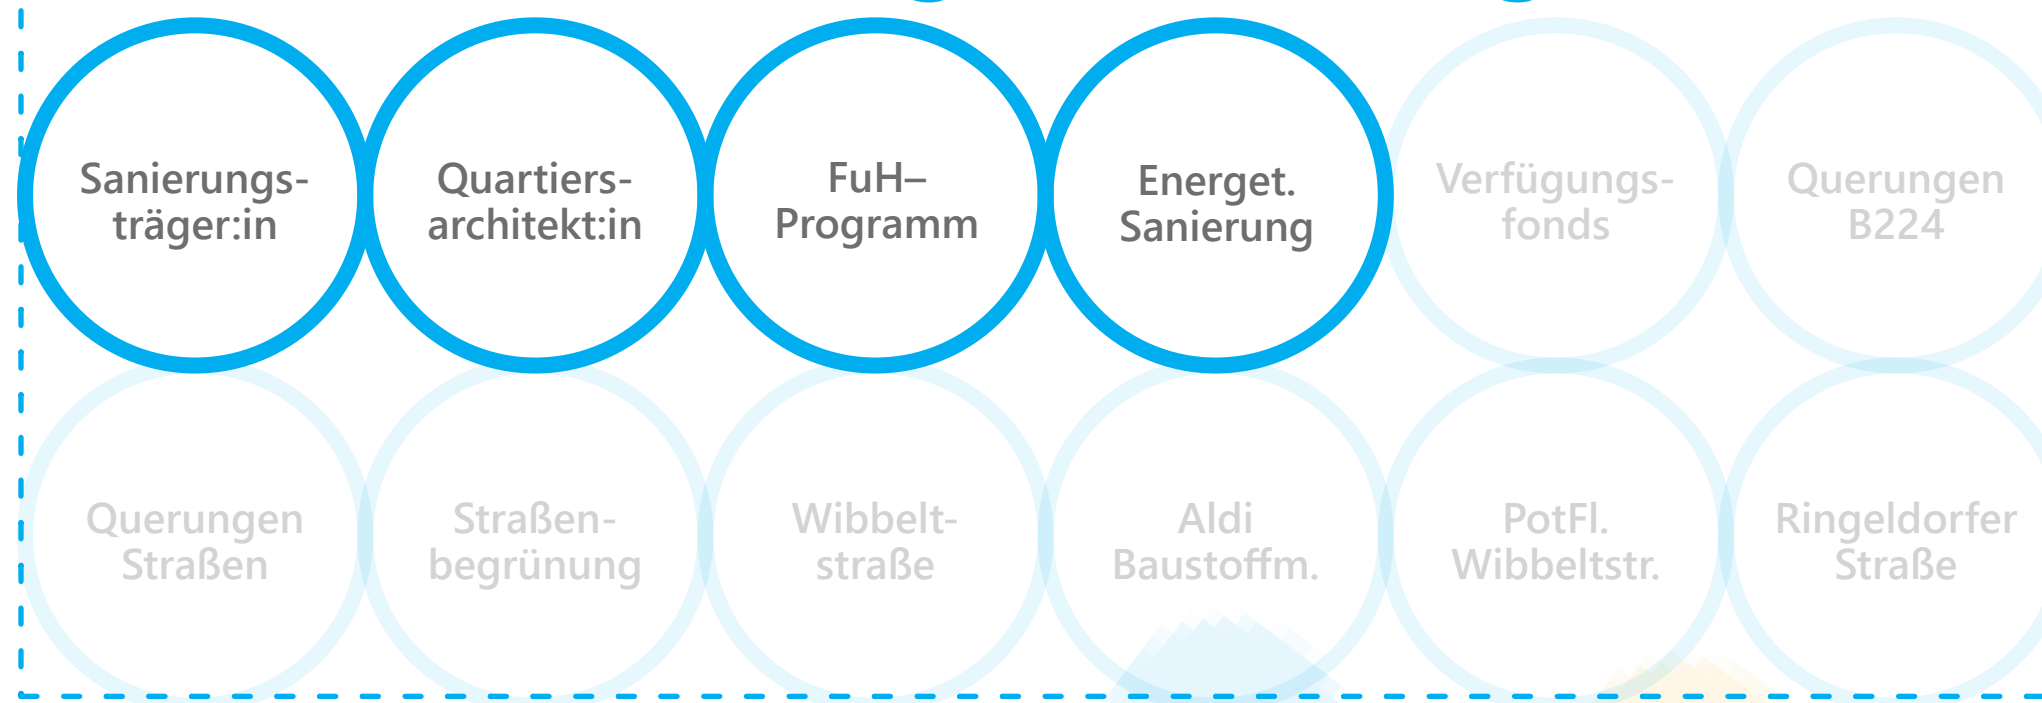 Sanierungs-
träger:in
Quartiers-
architekt:in
FuH–
Programm
Energet.
Sanierung
Verfügungs-
fonds
Querungen
B224
Querungen
Straßen
Straßen-
begrünung
Wibbelt-
straße
Aldi
Baustoffm.
PotFl.
Wibbeltstr.
Ringeldorfer
Straße